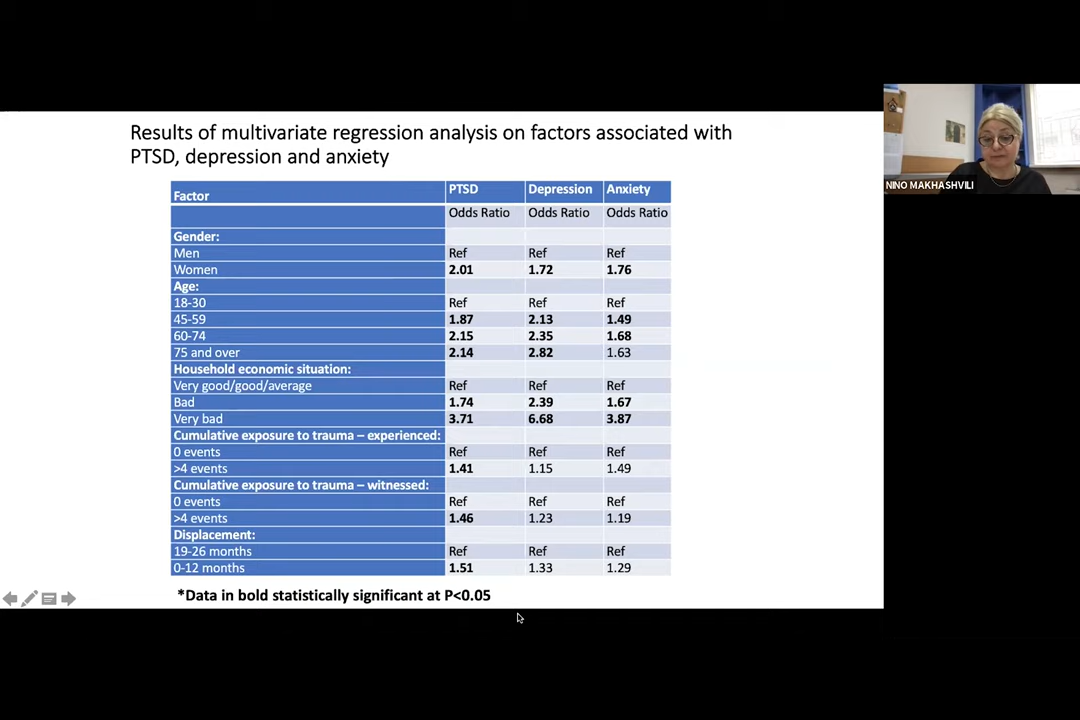 Results of multivariate regression analysis on factors associated with
PTSD, depression and anxiety
Factor PTSD Depression Anxiety
Odds Ratio Odds Ratio Odds Ratio
Gender:
Men Ref Ref Ref
Women 2.01 1.72 1.76
Age:
18-30 Ref Ref Ref
45-59 1.87 2.13 1.49
60-74 2.15 2.35 1.68
75 and over 2.14 2.82 1.63
Household economic situation:
Very good/good/average Ref Ref Ref
Bad 1.74 2.39 1.67
Very bad 3.71 6.68 3.87
Cumulative exposure to trauma – experienced:
0 events Ref Ref Ref
>4 events 1.41 1.15 1.49
Cumulative exposure to trauma – witnessed:
0 events Ref Ref Ref
>4 events 1.46 1.23 1.19
Displacement:
19-26 months Ref Ref Ref
0-12 months 1.51 1.33 1.29
*Data in bold statistically significant at P<0.05
NINO MAKHASHVILI